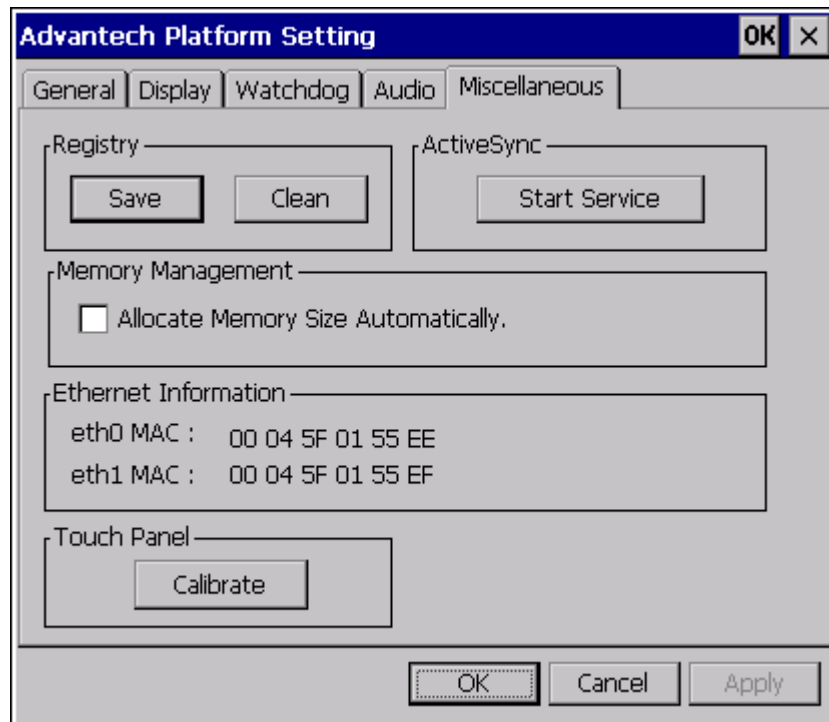 Advantech Platform Setting OK ×
General Display Watchdog Audio Miscellaneous
Registry ActiveSync
Save Clean Start Service
Memory Management
Allocate Memory Size Automatically.
Ethernet Information
eth0 MAC : 00 04 5F 01 55 EE
eth1 MAC : 00 04 5F 01 55 EF
Touch Panel
Calibrate
OK Cancel Apply